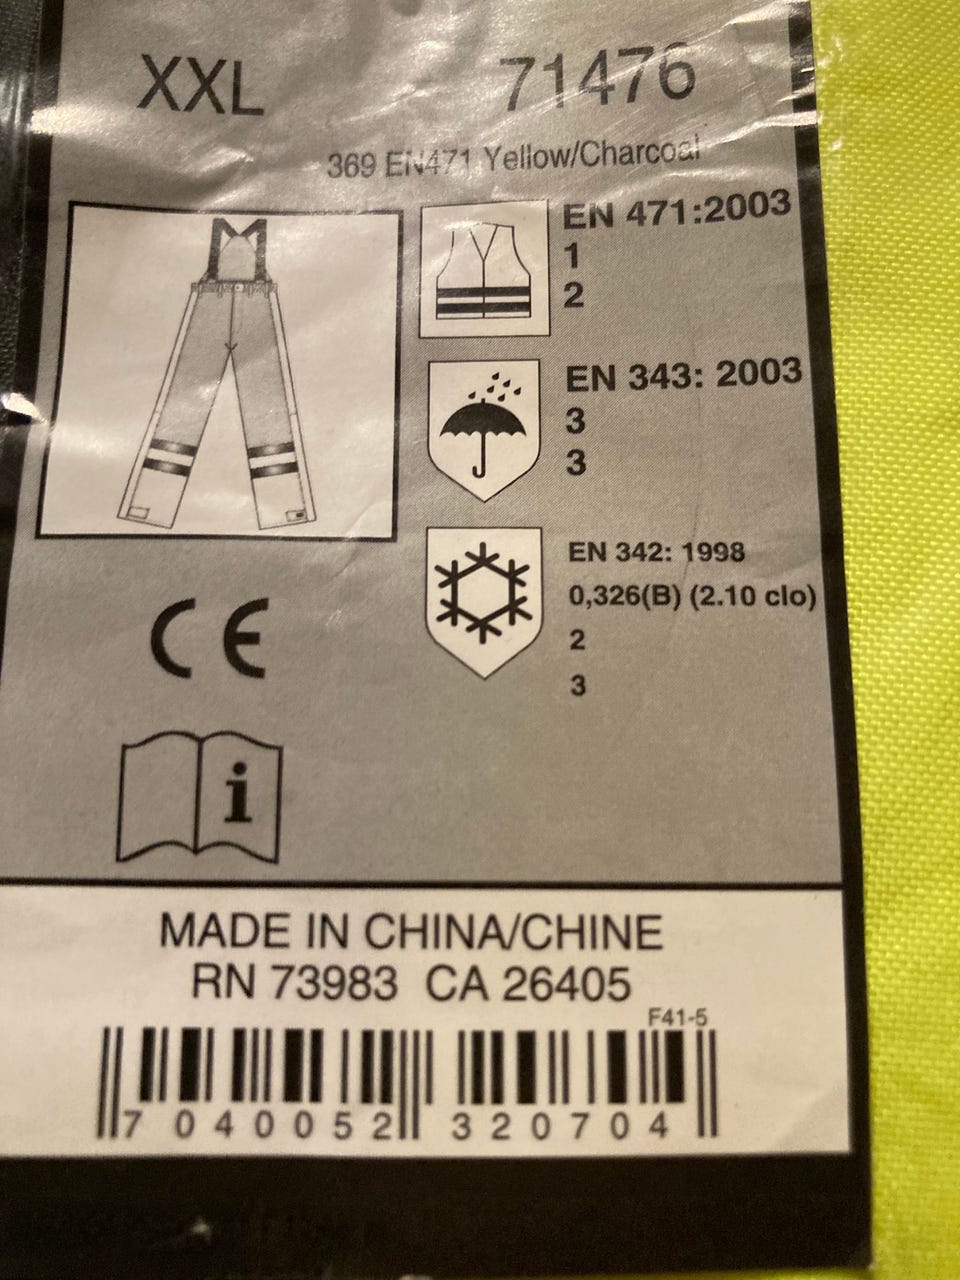 XXL 71476
369 EN471 Yellow/Charcoal
EN 471:2003
1
2
EN 343: 2003
3
3
EN 342: 1998
0,326(B) (2.10 clo)
2
3
CE
i
MADE IN CHINA/CHINE
RN 73983 CA 26405
F41-5
7 040052 320704